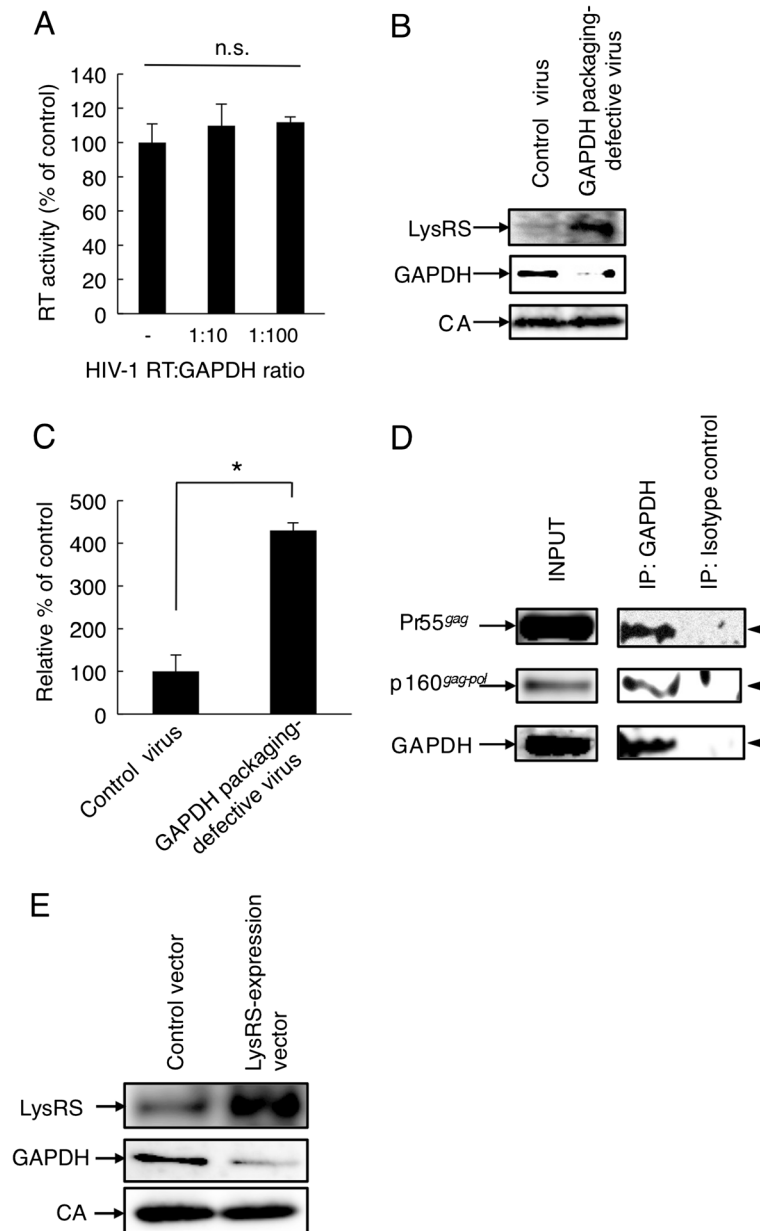 A
n.s.
140
120
100
80
60
40
20
0
RT activity (% of control)
-
1:10
1:100
HIV-1 RT:GAPDH ratio
B
Control virus
GAPDH packaging-
defective virus
LysRS
GAPDH
CA
C
*
500
400
300
200
100
0
Relative % of control
Control virus
GAPDH packaging-
defective virus
D
INPUT
IP: GAPDH
IP: Isotype control
Pr55gag
p160gag-pol
GAPDH
E
Control vector
LysRS-expression
vector
LysRS
GAPDH
CA